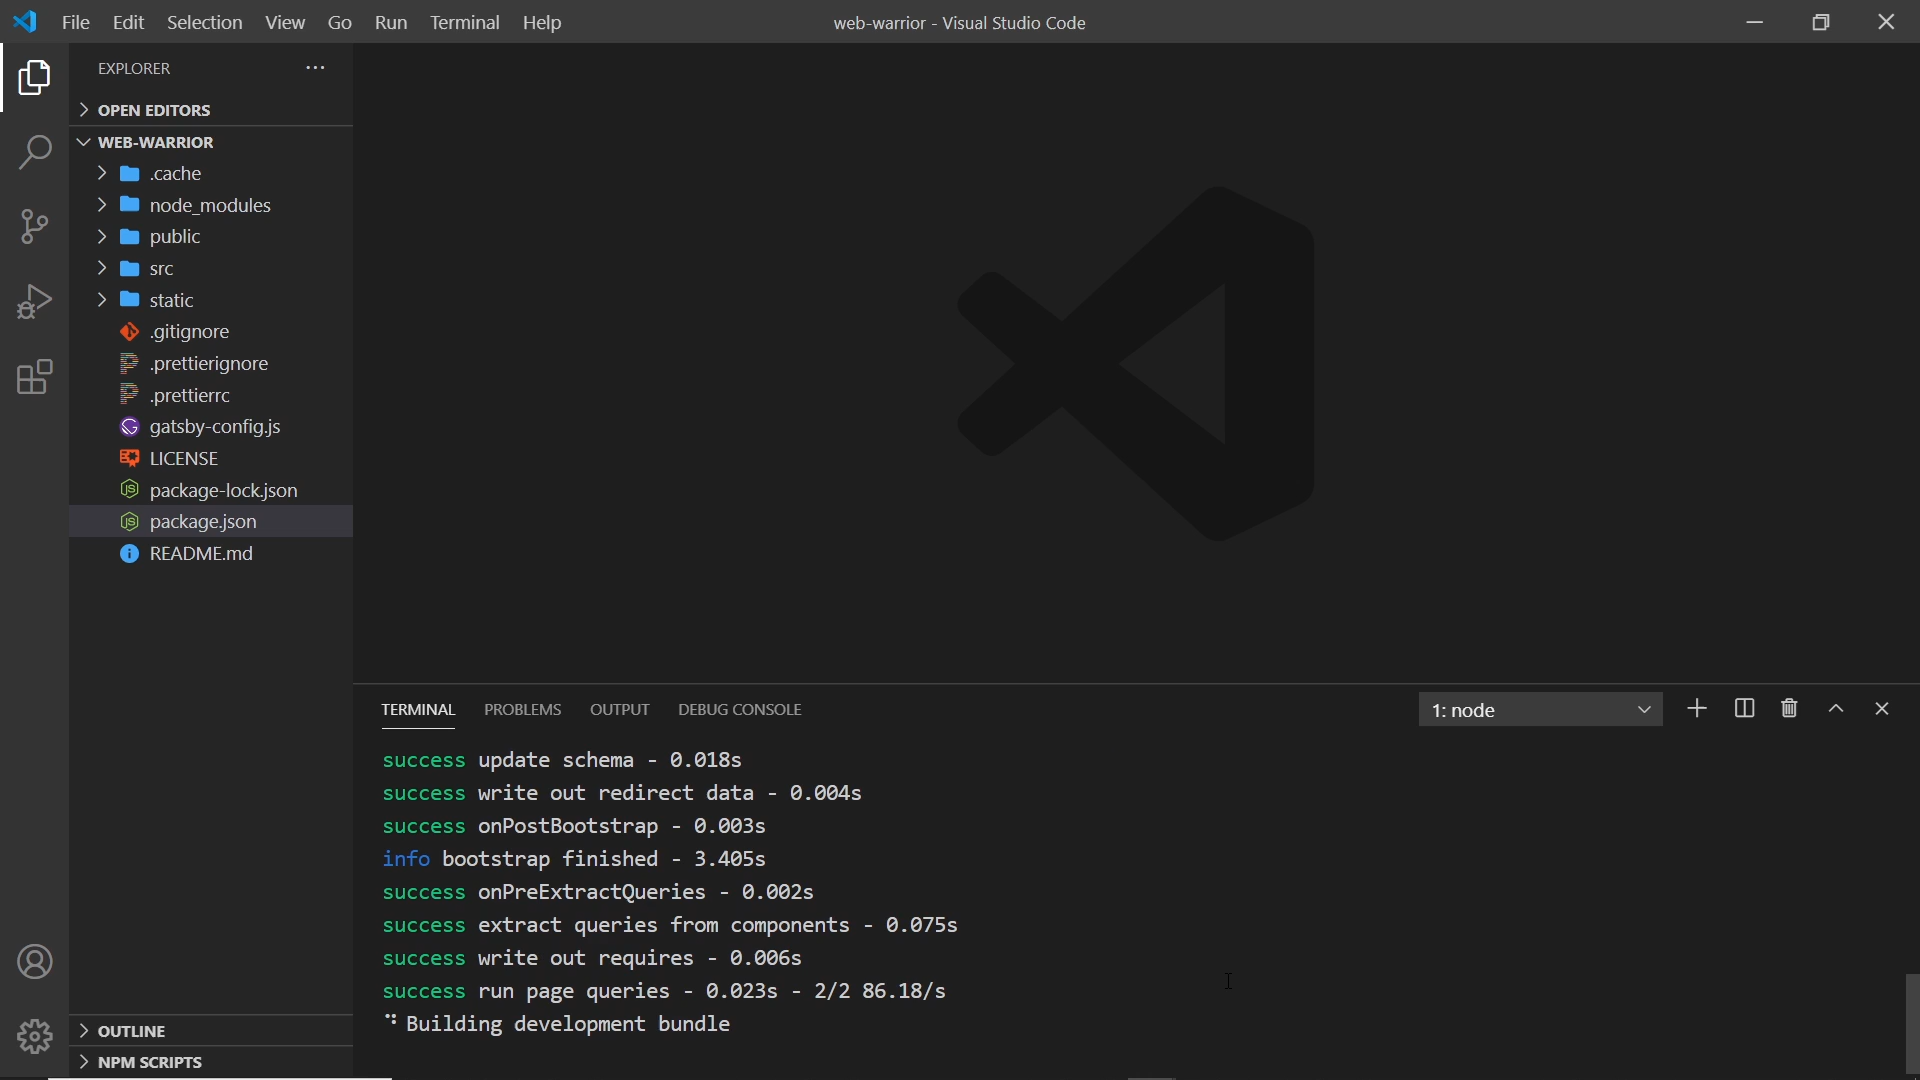 File Edit Selection View Go Run Terminal Help
web-warrior - Visual Studio Code
EXPLORER
OPEN EDITORS
WEB-WARRIOR
.cache
node_modules
public
src
static
.gitignore
.prettierignore
.prettierrc
gatsby-config.js
LICENSE
package-lock.json
package.json
README.md
OUTLINE
NPM SCRIPTS
TERMINAL PROBLEMS OUTPUT DEBUG CONSOLE
1: node
success update schema - 0.018s
success write out redirect data - 0.004s
success onPostBootstrap - 0.003s
info bootstrap finished - 3.405s
success onPreExtractQueries - 0.002s
success extract queries from components - 0.075s
success write out requires - 0.006s
success run page queries - 0.023s - 2/2 86.18/s
Building development bundle